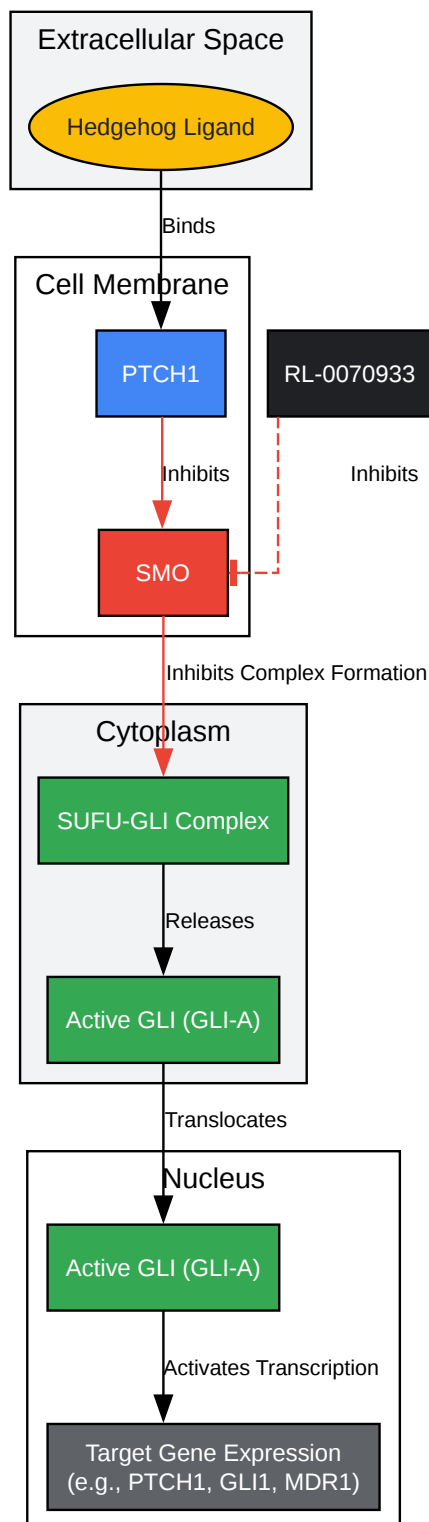 Extracellular Space
Hedgehog Ligand
Binds
Cell Membrane
PTCH1
RL-0070933
Inhibits
Inhibits
SMO
Inhibits Complex Formation
Cytoplasm
SUFU-GLI Complex
Releases
Active GLI (GLI-A)
Translocates
Nucleus
Active GLI (GLI-A)
Activates Transcription
Target Gene Expression
(e.g., PTCH1, GLI1, MDR1)